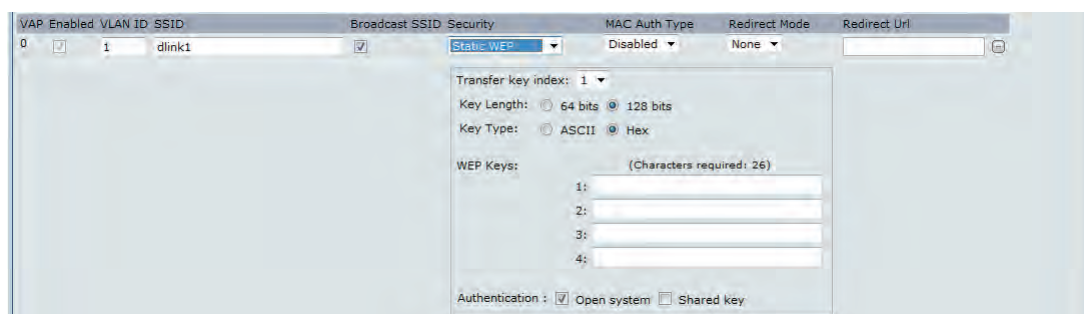 VAP Enabled VLAN ID SSID Broadcast SSID Security MAC Auth Type Redirect Mode Redirect Url
0 1 dlink1 Static WEP Disabled None
Transfer key index: 1
Key Length: 64 bits 128 bits
Key Type: ASCII Hex
WEP Keys: (Characters required: 26)
1:
2:
3:
4:
Authentication : Open system Shared key